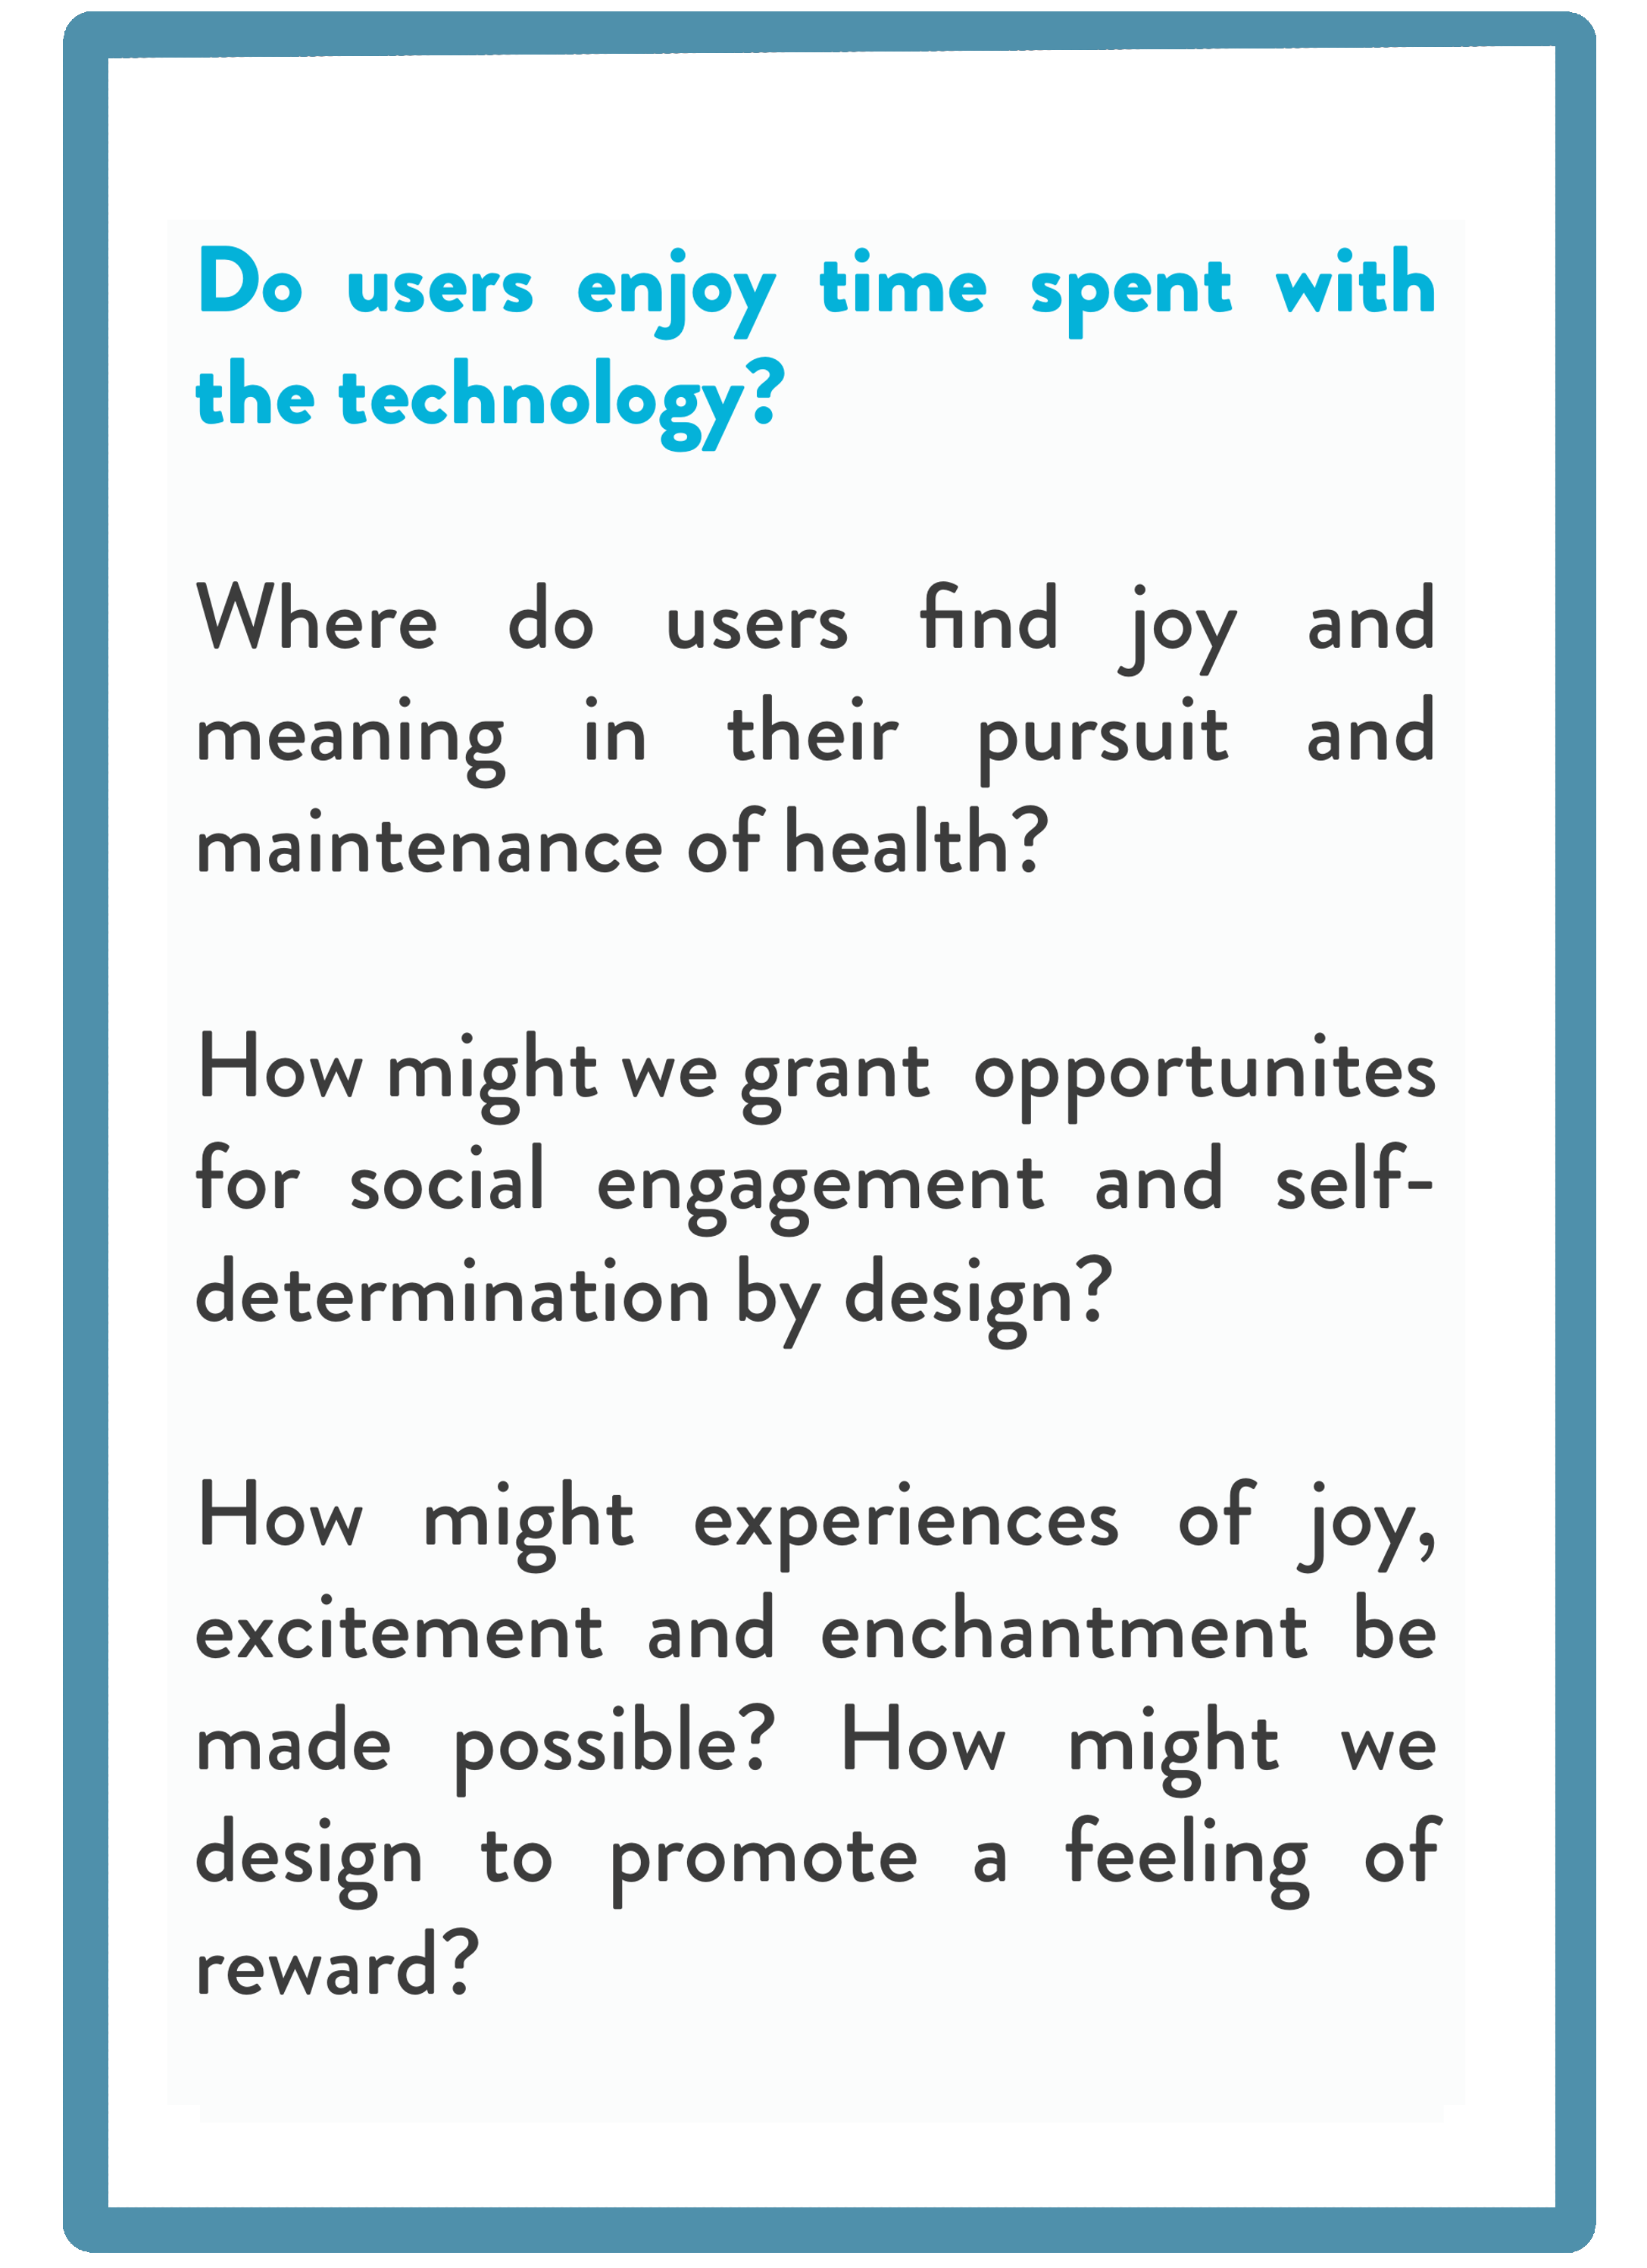 Do users enjoy time spent with
the technology?
Where do users find joy and
meaning in their pursuit and
maintenance of health?
How might we grant opportunites
for social engagement and self-
determination by design?
How might experiences of joy,
excitement and enchantment be
made possible? How might we
design to promote a feeling of
reward?